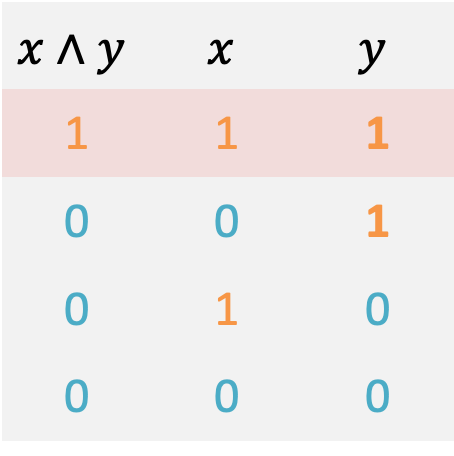 x ∧ y x y
1 1 1
0 0 1
0 1 0
0 0 0